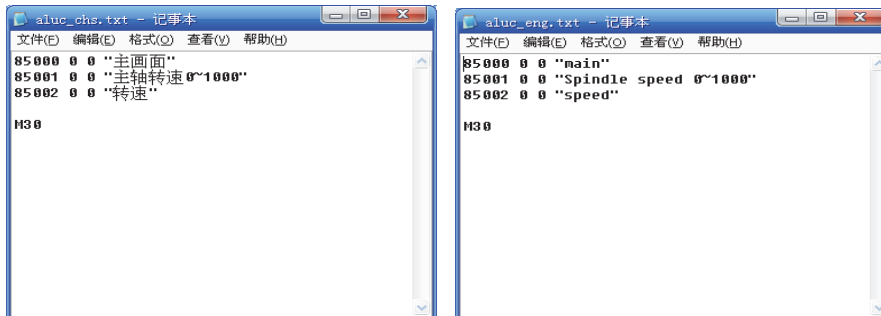 aluc_chs.txt - 记事本
文件(F) 编辑(E) 格式(O) 查看(V) 帮助(H)
85000 0 0 "主画面"
85001 0 0 "主轴转速0~1000"
85002 0 0 "转速"
M30
aluc_eng.txt - 记事本
文件(F) 编辑(E) 格式(O) 查看(V) 帮助(H)
85000 0 0 "main"
85001 0 0 "Spindle speed 0~1000"
85002 0 0 "speed"
M30